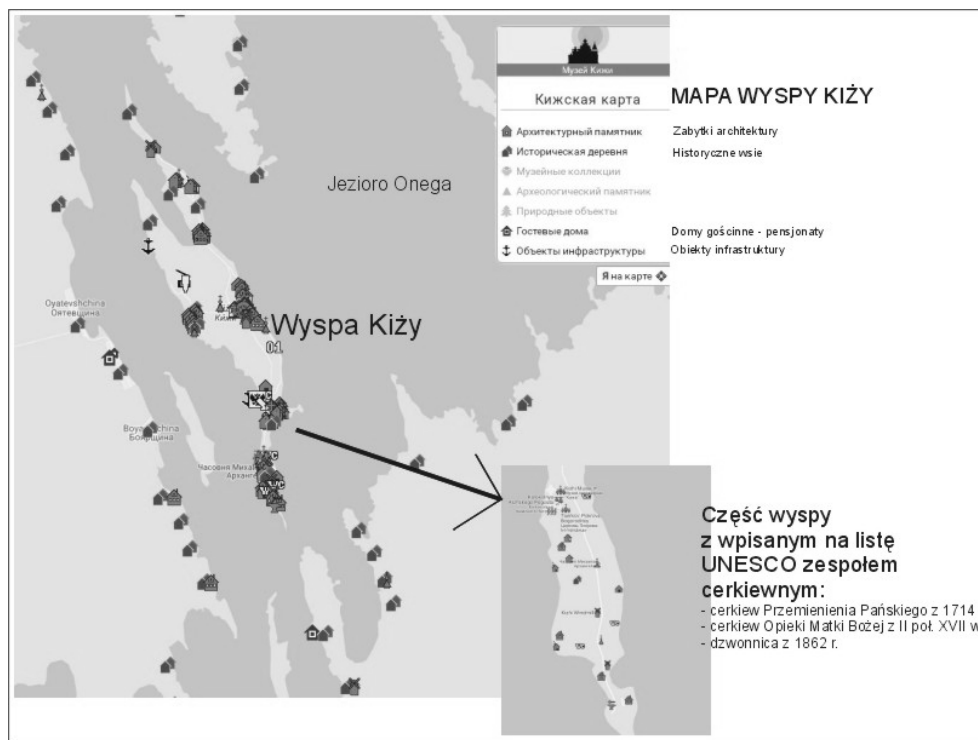 Музей Кижи
Кижская карта
Архитектурный памятник
Историческая деревня
Музейные коллекции
Археологический памятник
Природные объекты
Гостевые дома
Объекты инфраструктуры
Я на карте
MAPA WYSPY KIŻY
Zabytki architektury
Historyczne wsie
Domy gościnne - pensjonaty
Obiekty infrastruktury
Jezioro Onega
Oyatevshchina
Оятевщина
Wyspa Kiży
Боярщина
Часовня Миха
Арханг
Część wyspy
z wpisanym na listę
UNESCO zespołem
cerkiewnym:
- cerkiew Przemienienia Pańskiego z 1714
- cerkiew Opieki Matki Bożej z II poł. XVII w
- dzwonnica z 1862 r.